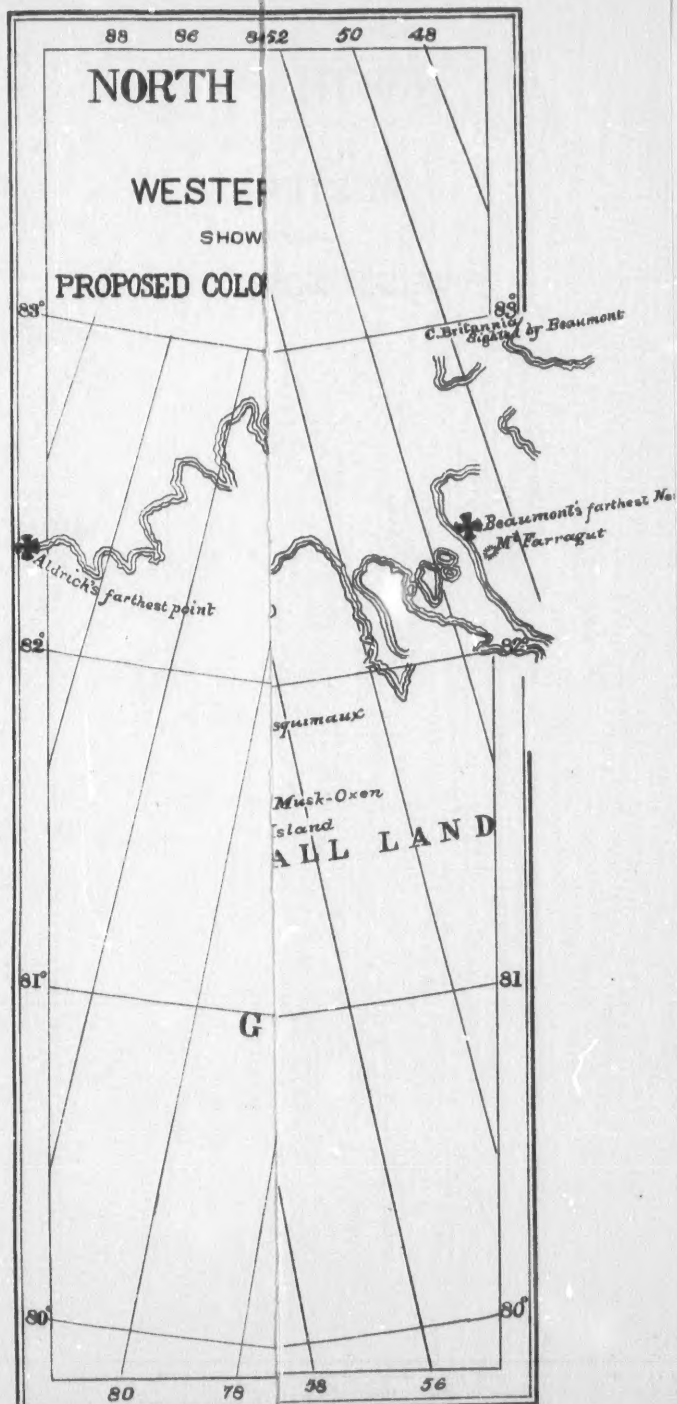 88 86 84 52 50 48
NORTH
WESTER
SHOW
PROPOSED COLO
83° 83°
C. Britannia
Sighted by Beaumont
Beaumont's farthest No
Mt Farragut
Aldrich's farthest point
82° 82°
squimaux
Musk-Oxen
Island
ALL LAND
81° 81
G
80° 80°
80 78 58 56